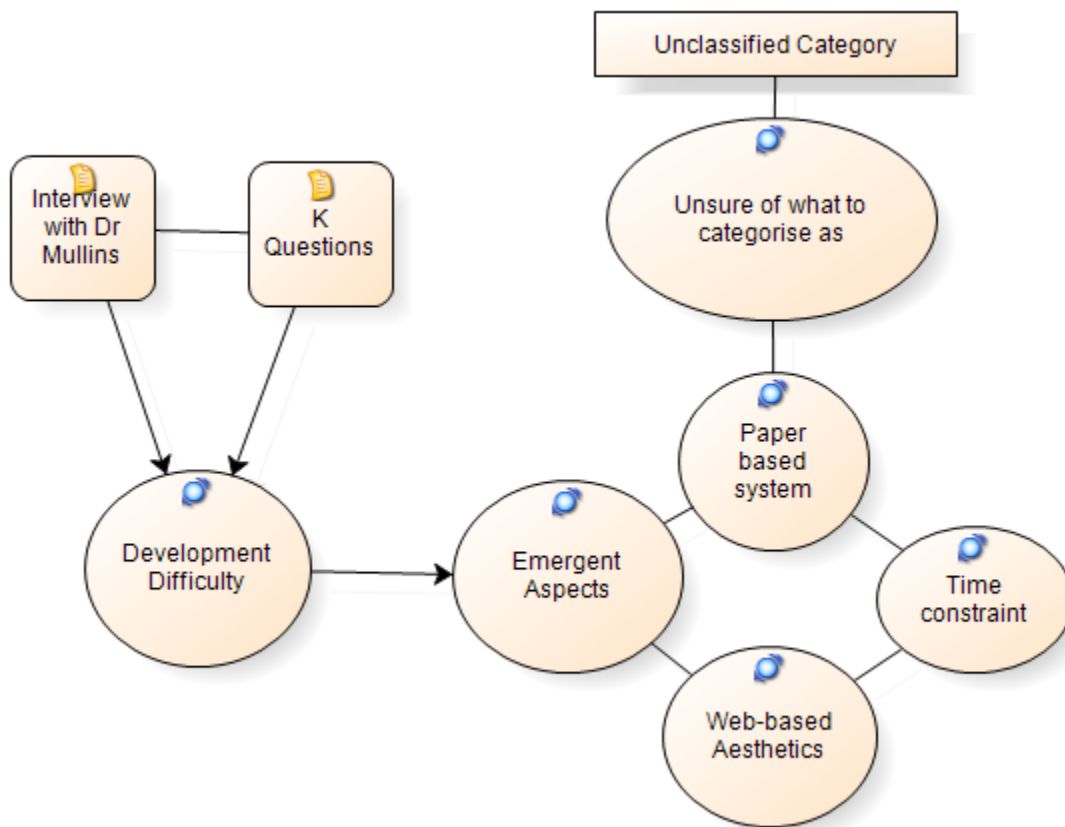 Unclassified Category
Unsure of what to
categorise as
Interview
with Dr
Mullins
K
Questions
Paper
based
system
Development
Difficulty
Emergent
Aspects
Time
constraint
Web-based
Aesthetics